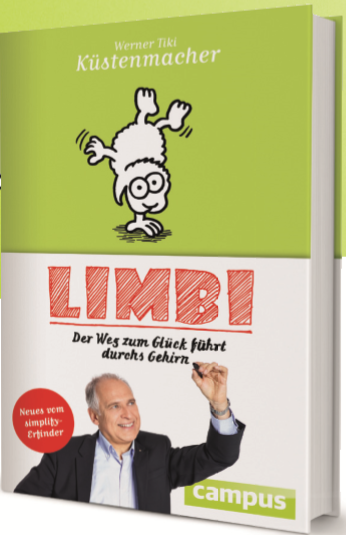 Werner Tiki
Küstenmacher
LIMBI
Der Weg zum Glück führt
durchs Gehirn
Neues vom
simplify-
Erfinder
campus